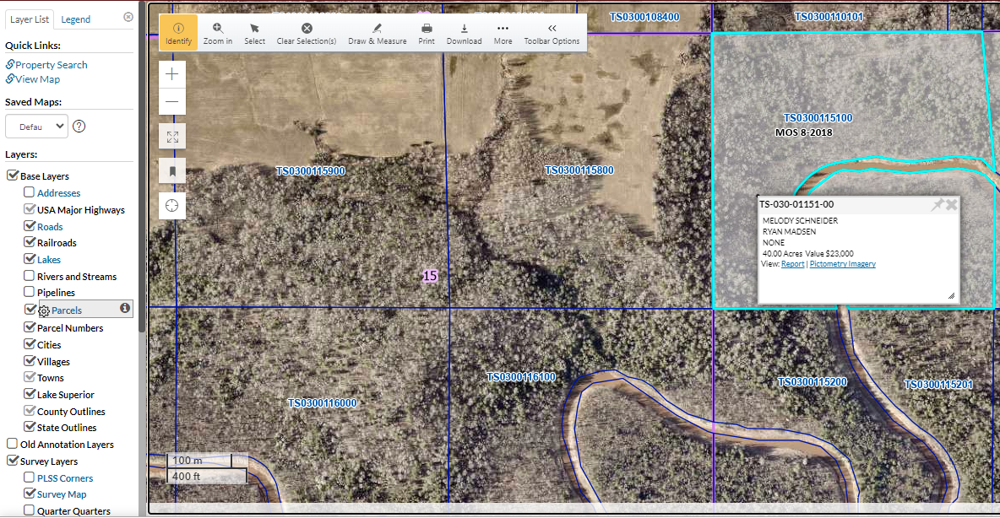 Layer List Legend
Quick Links:
Property Search
View Map
Saved Maps:
Defau
?
Layers:
Base Layers
Addresses
USA Major Highways
Roads
Railroads
Lakes
Rivers and Streams
Pipelines
Parcels
Parcel Numbers
Cities
Villages
Towns
Lake Superior
County Outlines
State Outlines
Old Annotation Layers
Survey Layers
PLSS Corners
Survey Map
Quarter Quarters
Identify Zoom in Select Clear Selection(s) Draw & Measure Print Download More Toolbar Options
TS0300108400
TS0300110101
TS0300115100
MOS 8-2018
TS0300115900
TS0300115800
TS-030-01151-00
MELODY SCHNEIDER
RYAN MADSEN
NONE
40.00 Acres Value $23,000
View: Report | Pictometry Imagery
15
TS0300116100
TS0300115200
TS0300115201
TS0300116000
100 m
400 ft